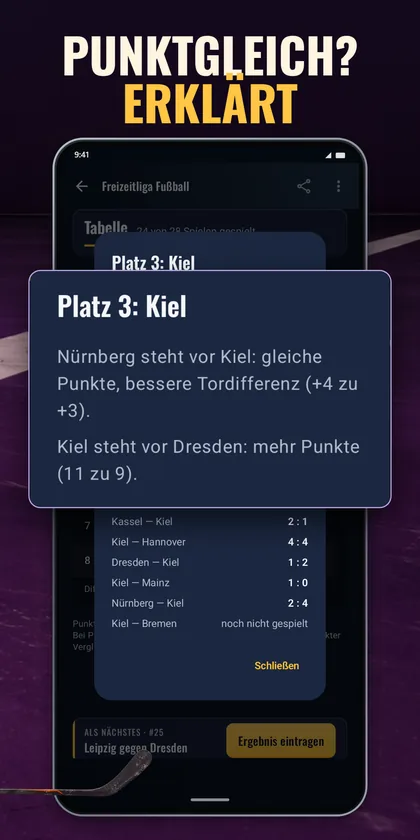 PUNKTGLEICH?
ERKLÄRT
9:41
Freizeitliga Fußball
Tabelle 24 von 28 Spielen gespielt
Platz 3: Kiel
Platz 3: Kiel
Nürnberg steht vor Kiel: gleiche
Punkte, bessere Tordifferenz (+4 zu
+3).
Kiel steht vor Dresden: mehr Punkte
(11 zu 9).
7
Kassel – Kiel 2 : 1
Kiel – Hannover 4 : 4
8
Dresden – Kiel 1 : 2
Kiel – Mainz 1 : 0
Nürnberg – Kiel 2 : 4
Kiel – Bremen noch nicht gespielt
Schließen
ALS NÄCHSTES · #25
Leipzig gegen Dresden
Ergebnis eintragen